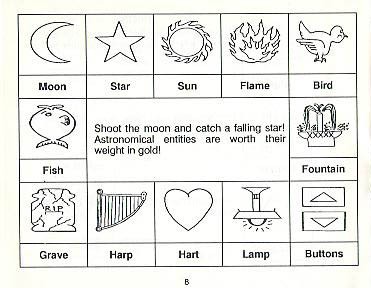 Moon Star Sun Flame Bird
Shoot the moon and catch a falling star!
Astronomical entities are worth their
weight in gold!
Fish Fountain
R.I.P.
Grave Harp Hart Lamp Buttons
8